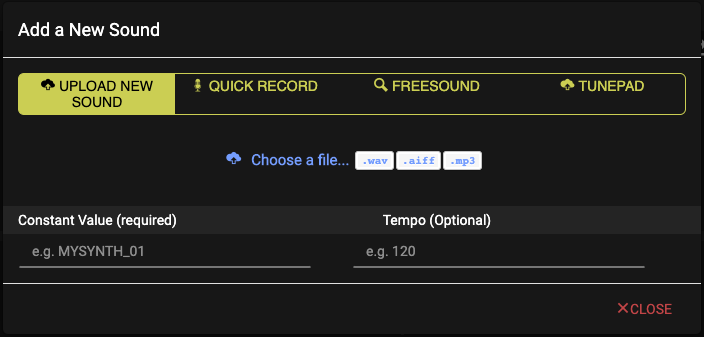 Add a New Sound
UPLOAD NEW
SOUND
QUICK RECORD
FREESOUND
TUNEPAD
Choose a file... .wav .aiff .mp3
Constant Value (required) Tempo (Optional)
e.g. MYSYNTH_01 e.g. 120
CLOSE